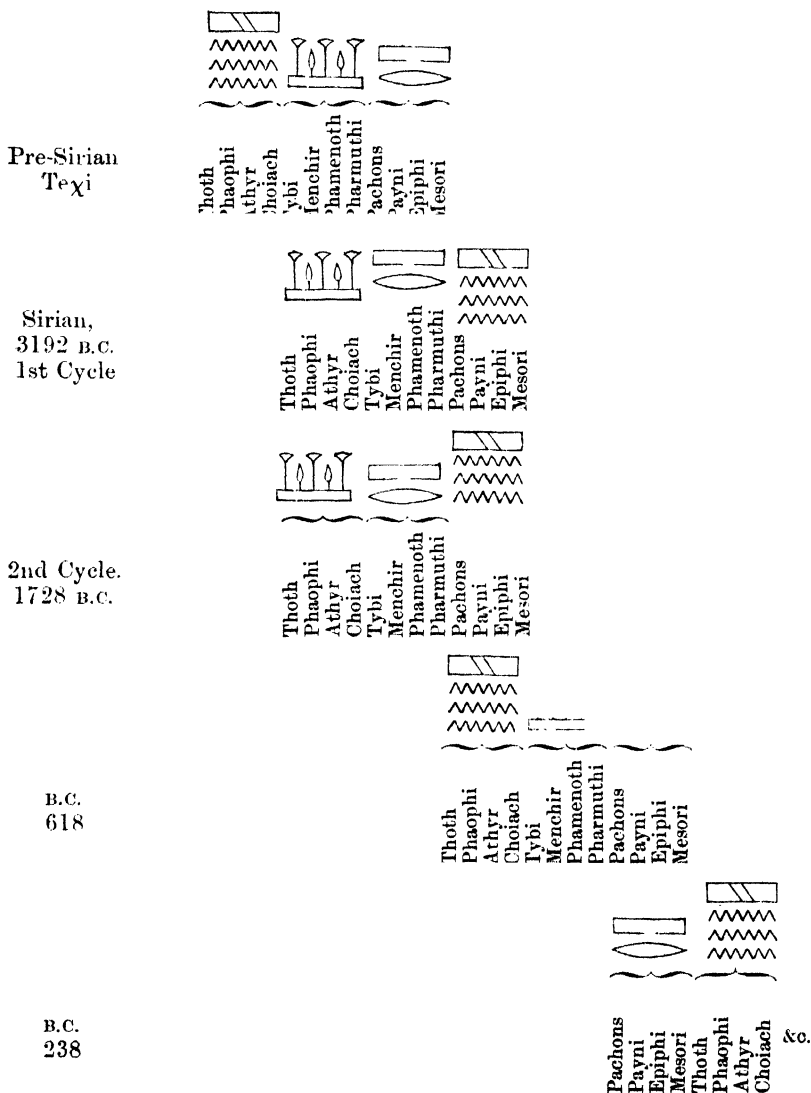 Pre-Sirian
Teχi
Thoth
Phaophi
Athyr
Choiach
Tybi
Menchir
Phamenoth
Pharmuthi
Pachons
Payni
Epiphi
Mesori
Sirian,
3192 B.C.
1st Cycle
Thoth
Phaophi
Athyr
Choiach
Tybi
Menchir
Phamenoth
Pharmuthi
Pachons
Payni
Epiphi
Mesori
2nd Cycle.
1728 B.C.
Thoth
Phaophi
Athyr
Choiach
Tybi
Menchir
Phamenoth
Pharmuthi
Pachons
Payni
Epiphi
Mesori
B.C.
618
Thoth
Phaophi
Athyr
Choiach
Tybi
Menchir
Phamenoth
Pharmuthi
Pachons
Payni
Epiphi
Mesori
B.C.
238
Pachons
Payni
Epiphi
Mesori
Thoth
Phaophi
Athyr
Choiach
&c.